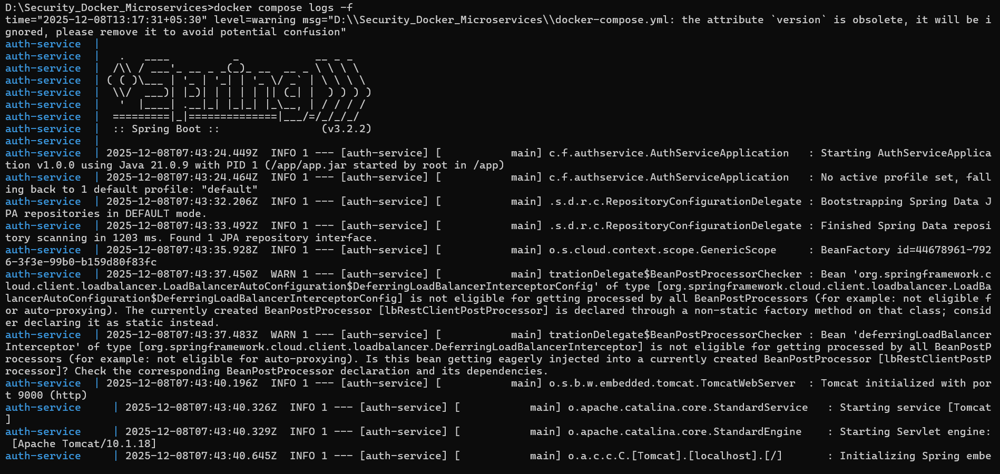 D:\Security_Docker_Microservices>docker compose logs -f
time="2025-12-08T13:17:31+05:30" level=warning msg="D:\\Security_Docker_Microservices\\docker-compose.yml: the attribute `version` is obsolete, it will be i
gnored, please remove it to avoid potential confusion"
auth-service  |
auth-service  |   .   ____          _            __ _ _
auth-service  |  /\\ / ___'_ __ _ _(_)_ __  __ _ \ \ \ \
auth-service  | ( ( )\___ | '_ | '_| | '_ \/ _` | \ \ \ \
auth-service  |  \\/  ___)| |_)| | | | | || (_| |  ) ) ) )
auth-service  |   '  |____| .__|_| |_|_| |_\__, | / / / /
auth-service  |  =========|_|==============|___/=/_/_/_/
auth-service  |  :: Spring Boot ::                (v3.2.2)
auth-service  |
auth-service  | 2025-12-08T07:43:24.449Z  INFO 1 --- [auth-service] [           main] c.f.authservice.AuthServiceApplication   : Starting AuthServiceApplica
tion v1.0.0 using Java 21.0.9 with PID 1 (/app/app.jar started by root in /app)
auth-service  | 2025-12-08T07:43:24.464Z  INFO 1 --- [auth-service] [           main] c.f.authservice.AuthServiceApplication   : No active profile set, fall
ing back to 1 default profile: "default"
auth-service  | 2025-12-08T07:43:32.206Z  INFO 1 --- [auth-service] [           main] .s.d.r.c.RepositoryConfigurationDelegate : Bootstrapping Spring Data J
PA repositories in DEFAULT mode.
auth-service  | 2025-12-08T07:43:33.492Z  INFO 1 --- [auth-service] [           main] .s.d.r.c.RepositoryConfigurationDelegate : Finished Spring Data reposi
tory scanning in 1203 ms. Found 1 JPA repository interface.
auth-service  | 2025-12-08T07:43:35.928Z  INFO 1 --- [auth-service] [           main] o.s.cloud.context.scope.GenericScope     : BeanFactory id=44678961-792
6-3f3e-99b0-b159d80f83fc
auth-service  | 2025-12-08T07:43:37.450Z  WARN 1 --- [auth-service] [           main] trationDelegate$BeanPostProcessorChecker : Bean 'org.springframework.c
loud.client.loadbalancer.LoadBalancerAutoConfiguration$DeferringLoadBalancerInterceptorConfig' of type [org.springframework.cloud.client.loadbalancer.LoadBa
lancerAutoConfiguration$DeferringLoadBalancerInterceptorConfig] is not eligible for getting processed by all BeanPostProcessors (for example: not eligible f
or auto-proxying). The currently created BeanPostProcessor [lbRestClientPostProcessor] is declared through a non-static factory method on that class; consid
er declaring it as static instead.
auth-service  | 2025-12-08T07:43:37.483Z  WARN 1 --- [auth-service] [           main] trationDelegate$BeanPostProcessorChecker : Bean 'deferringLoadBalancer
Interceptor' of type [org.springframework.cloud.client.loadbalancer.DeferringLoadBalancerInterceptor] is not eligible for getting processed by all BeanPostP
rocessors (for example: not eligible for auto-proxying). Is this bean getting eagerly injected into a currently created BeanPostProcessor [lbRestClientPostP
rocessor]? Check the corresponding BeanPostProcessor declaration and its dependencies.
auth-service  | 2025-12-08T07:43:40.196Z  INFO 1 --- [auth-service] [           main] o.s.b.w.embedded.tomcat.TomcatWebServer  : Tomcat initialized with por
t 9000 (http)
auth-service     | 2025-12-08T07:43:40.326Z  INFO 1 --- [auth-service] [           main] o.apache.catalina.core.StandardService   : Starting service [Tomcat
]
auth-service     | 2025-12-08T07:43:40.329Z  INFO 1 --- [auth-service] [           main] o.apache.catalina.core.StandardEngine    : Starting Servlet engine:
 [Apache Tomcat/10.1.18]
auth-service     | 2025-12-08T07:43:40.645Z  INFO 1 --- [auth-service] [           main] o.a.c.c.C.[Tomcat].[localhost].[/]       : Initializing Spring embe